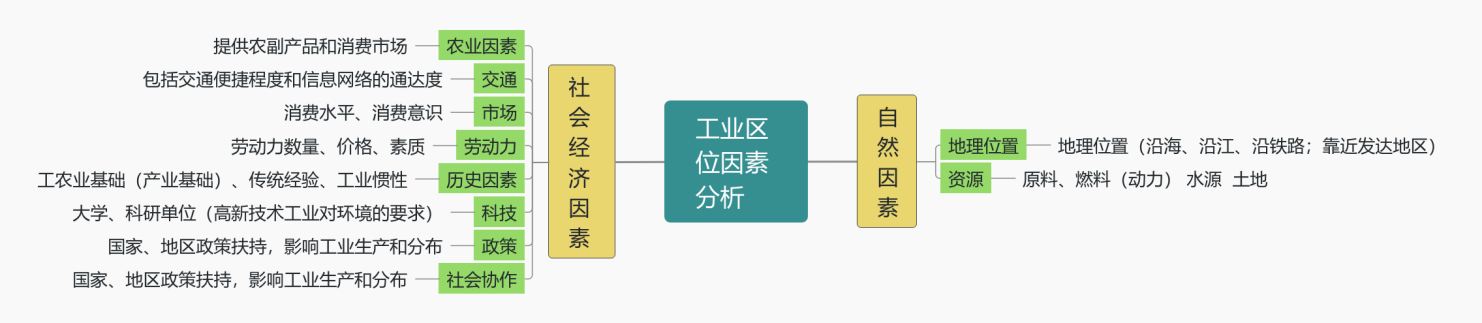 工业区
位因素
分析
社会经济因素
农业因素
提供农副产品和消费市场
交通
包括交通便捷程度和信息网络的通达度
市场
消费水平、消费意识
劳动力
劳动力数量、价格、素质
历史因素
工农业基础（产业基础）、传统经验、工业惯性
科技
大学、科研单位（高新技术工业对环境的要求）
政策
国家、地区政策扶持，影响工业生产和分布
社会协作
国家、地区政策扶持，影响工业生产和分布
自然因素
地理位置
地理位置（沿海、沿江、沿铁路；靠近发达地区）
资源
原料、燃料（动力） 水源 土地